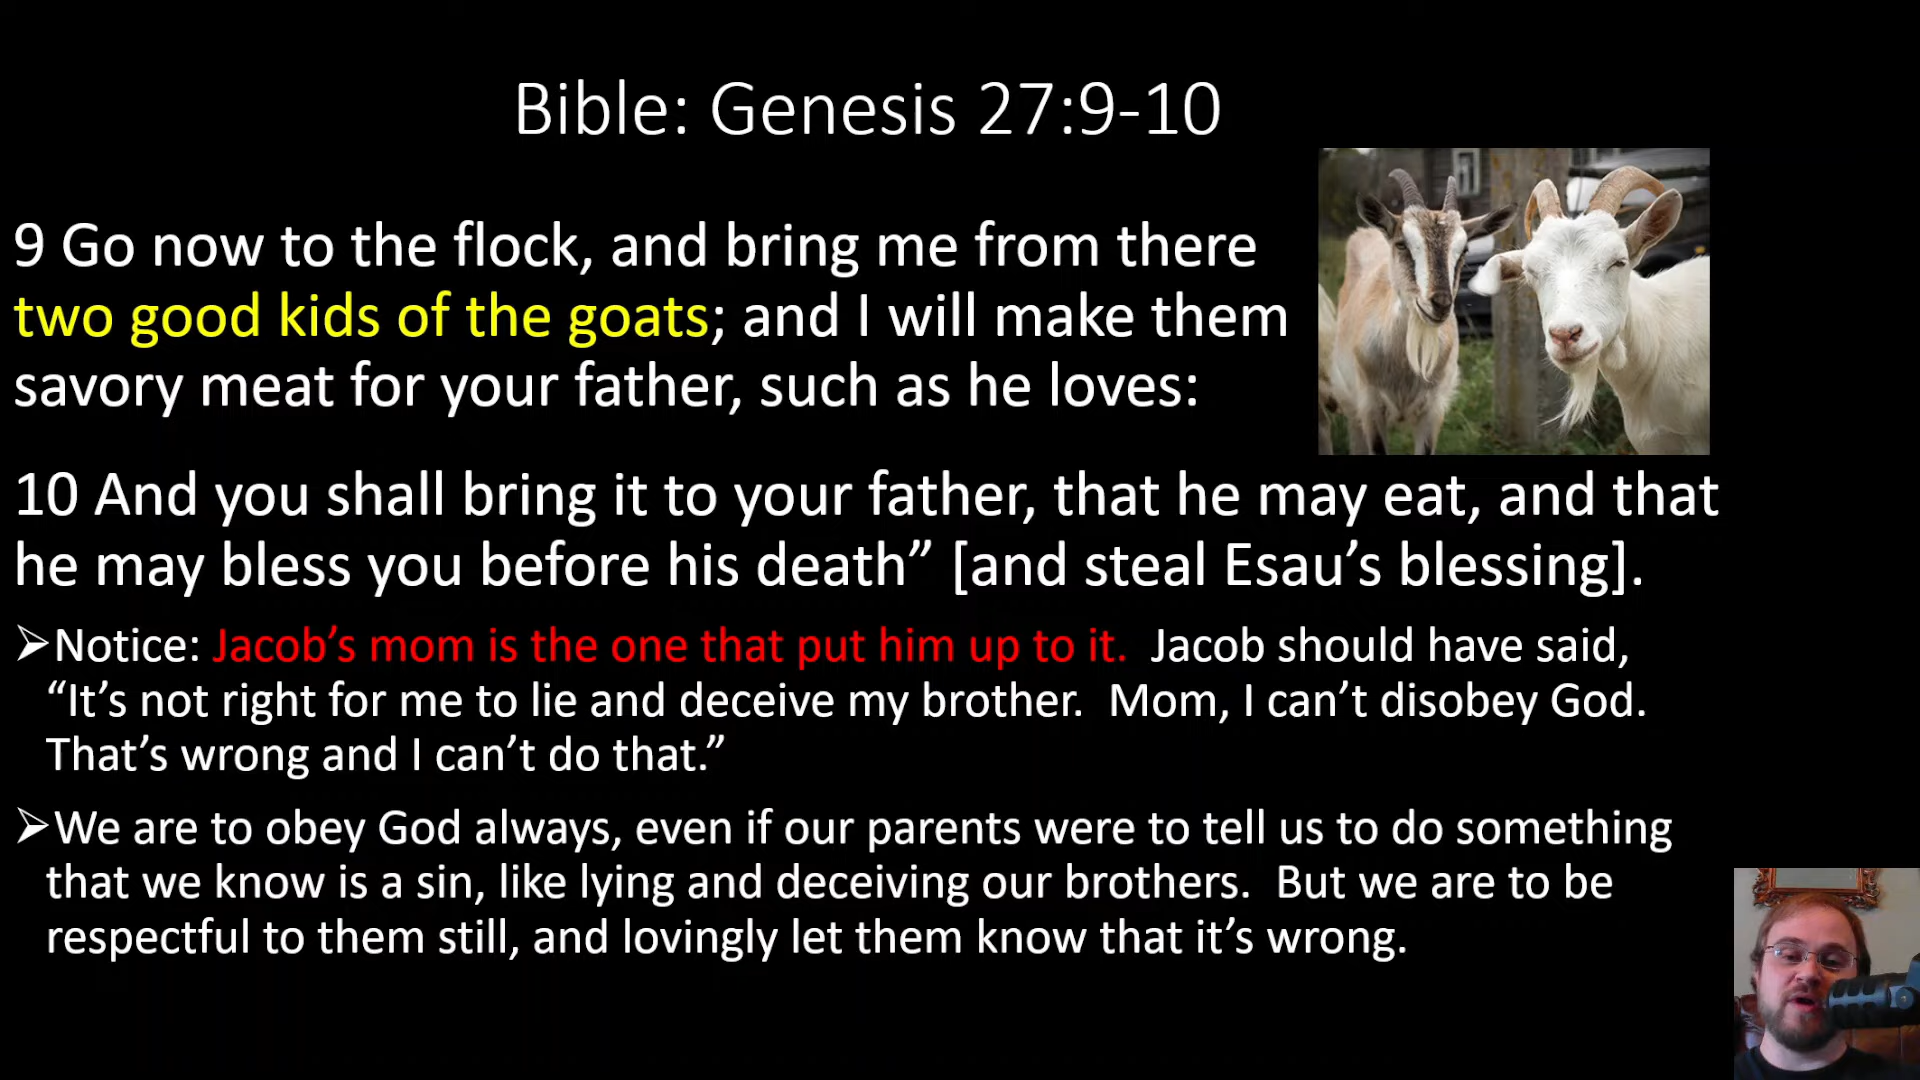 Bible: Genesis 27:9-10
9 Go now to the flock, and bring me from there
two good kids of the goats; and I will make them
savory meat for your father, such as he loves:
10 And you shall bring it to your father, that he may eat, and that
he may bless you before his death” [and steal Esau’s blessing].
➢Notice: Jacob’s mom is the one that put him up to it.  Jacob should have said,
“It’s not right for me to lie and deceive my brother.  Mom, I can’t disobey God.
That’s wrong and I can’t do that.”
➢We are to obey God always, even if our parents were to tell us to do something
that we know is a sin, like lying and deceiving our brothers.  But we are to be
respectful to them still, and lovingly let them know that it’s wrong.